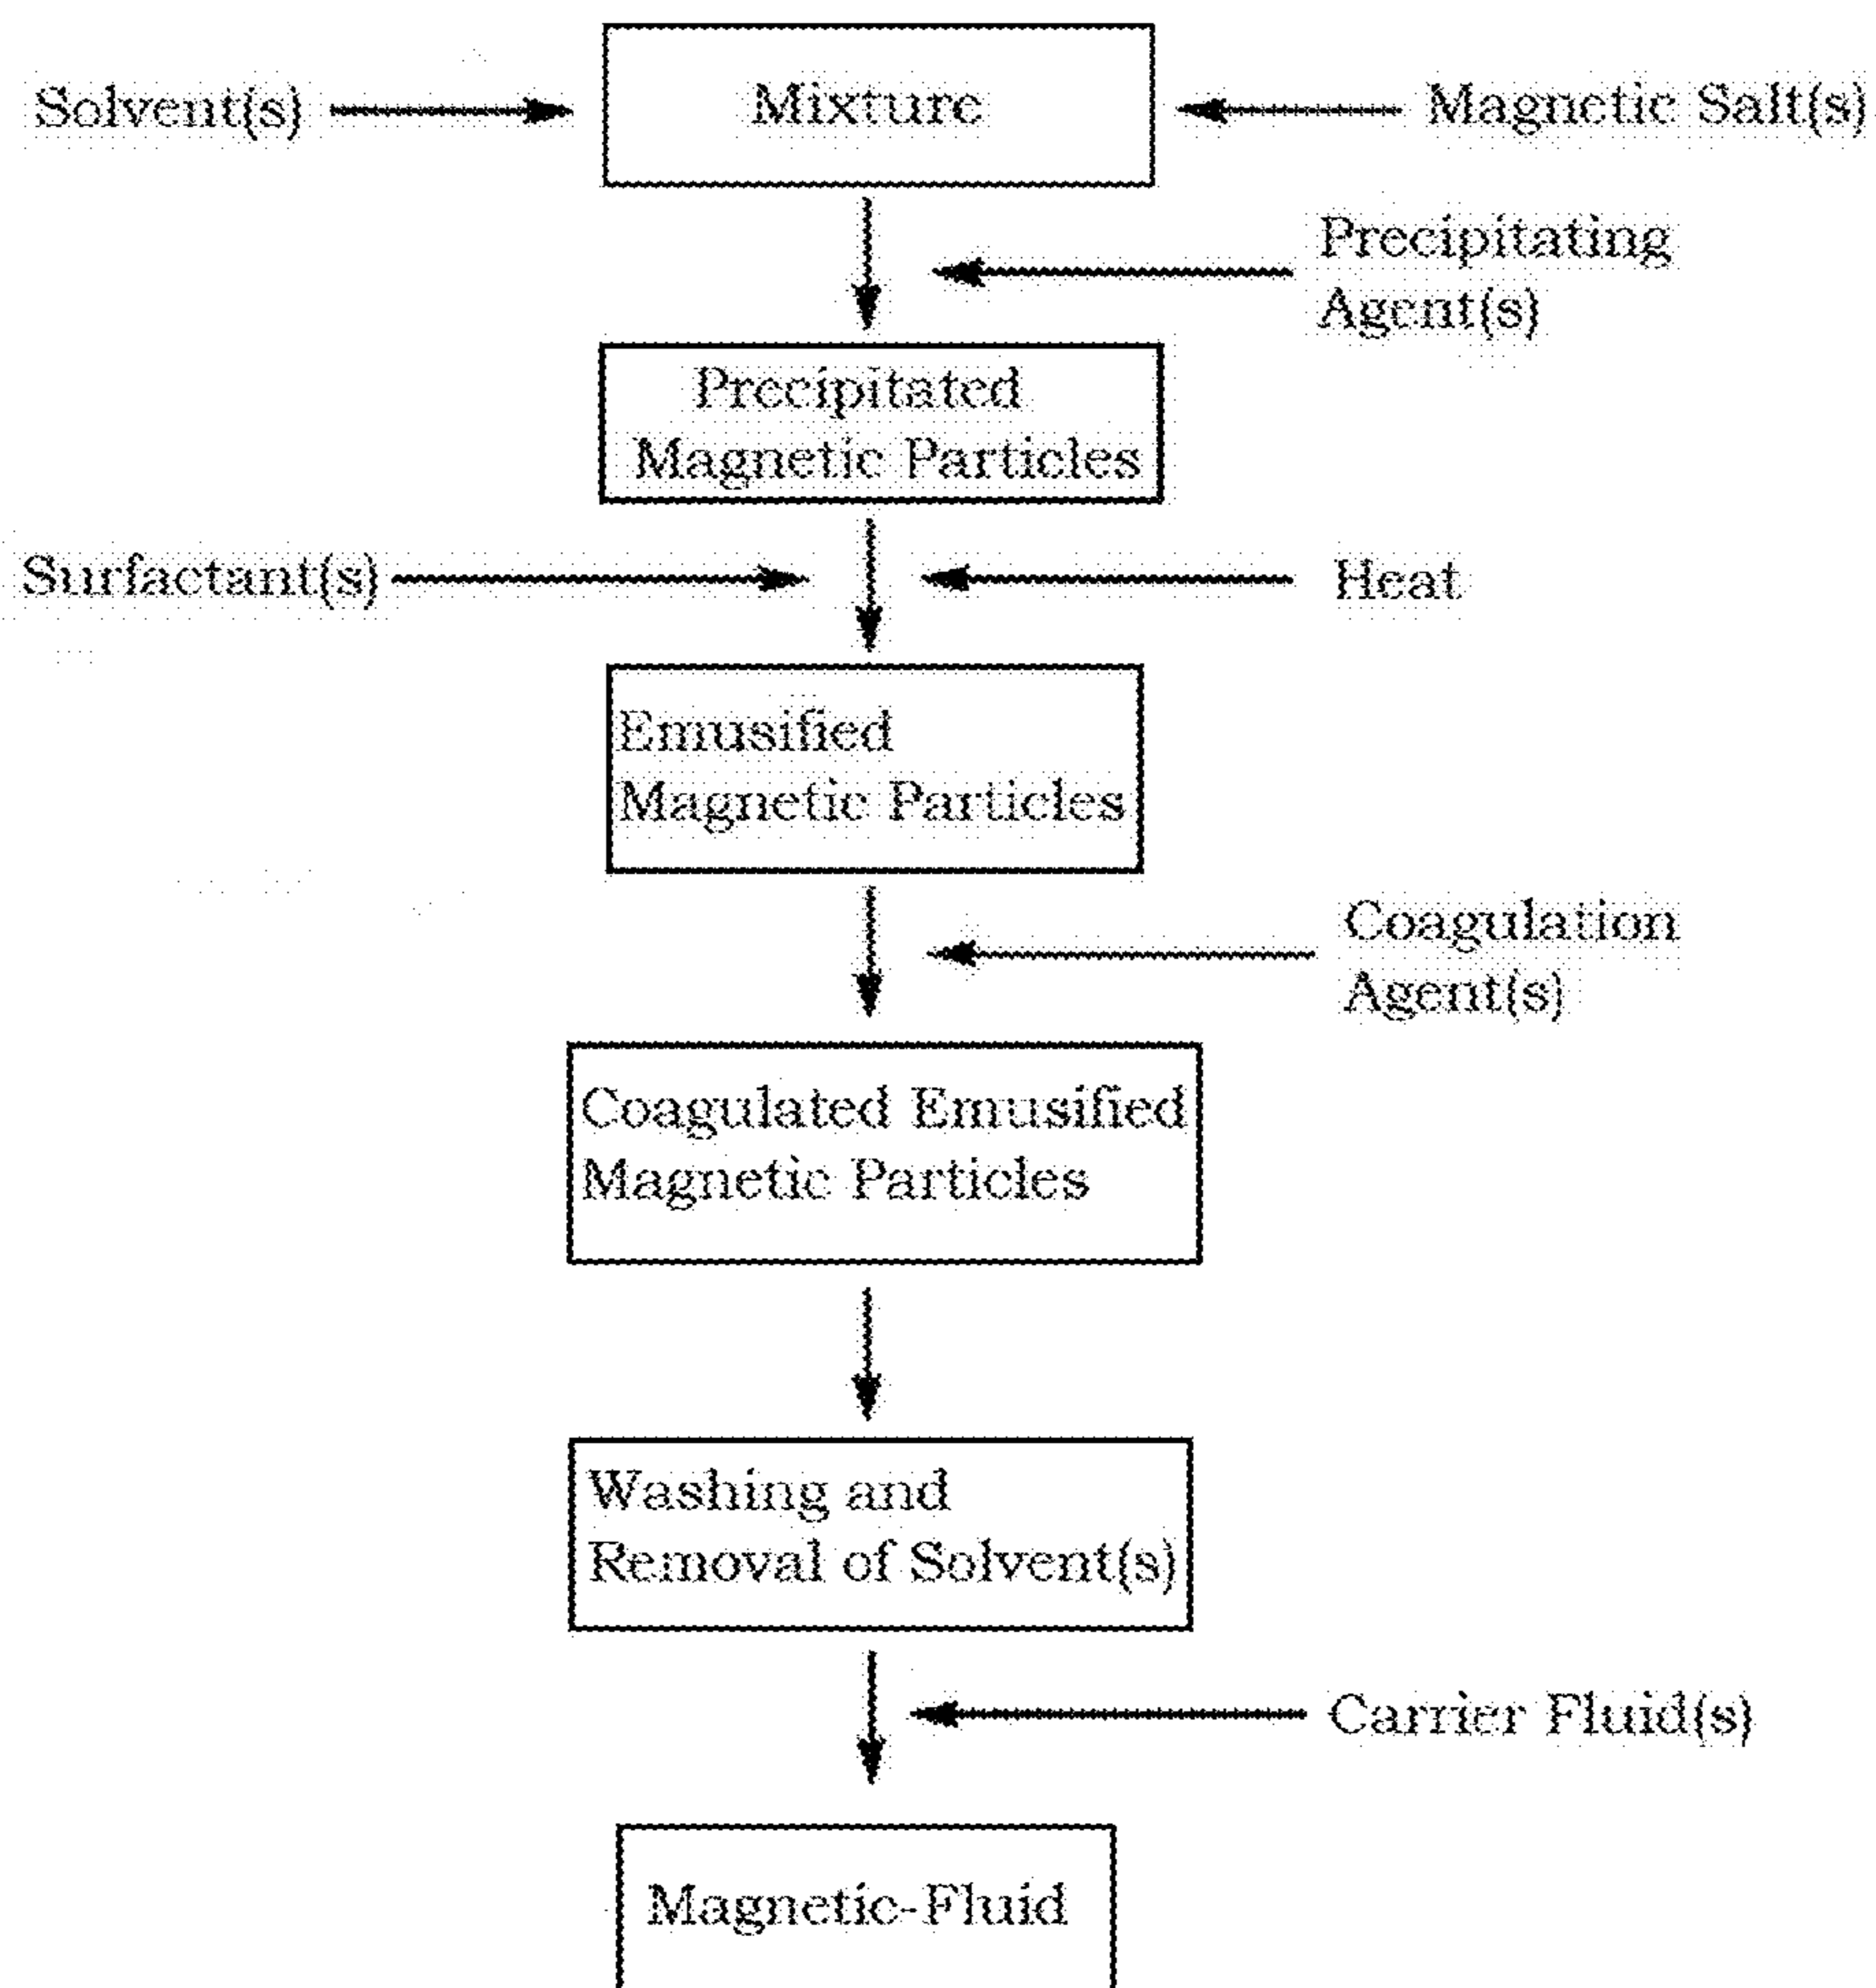 Solvent(s)
Mixture
Magnetic Salt(s)
Precipitating
Agent(s)
Precipitated
Magnetic Particles
Surfactant(s)
Heat
Emusified
Magnetic Particles
Coagulation
Agent(s)
Coagulated Emusified
Magnetic Particles
Washing and
Removal of Solvent(s)
Carrier Fluid(s)
Magnetic-Fluid